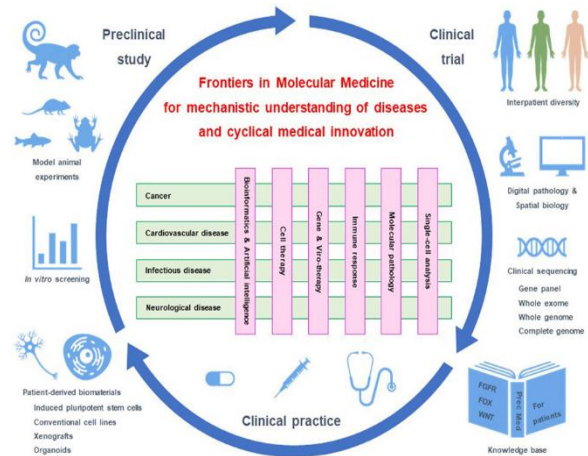 Preclinical
study
Clinical
trial
Frontiers in Molecular Medicine
for mechanistic understanding of diseases
and cyclical medical innovation
Interpatient diversity
Model animal
experiments
Digital pathology &
Spatial biology
Cancer
Cardiovascular disease
Infectious disease
Neurological disease
Bioinformatics & Artificial intelligence
Cell therapy
Gene & Viro-therapy
Immune response
Molecular pathology
Single-cell analysis
In vitro screening
Clinical sequencing
Gene panel
Whole exome
Whole genome
Complete genome
Patient-derived biomaterials
Induced pluripotent stem cells
Conventional cell lines
Xenografts
Organoids
Clinical practice
FGFR
FOX
WNT
Prec Med
For
patients
Knowledge base